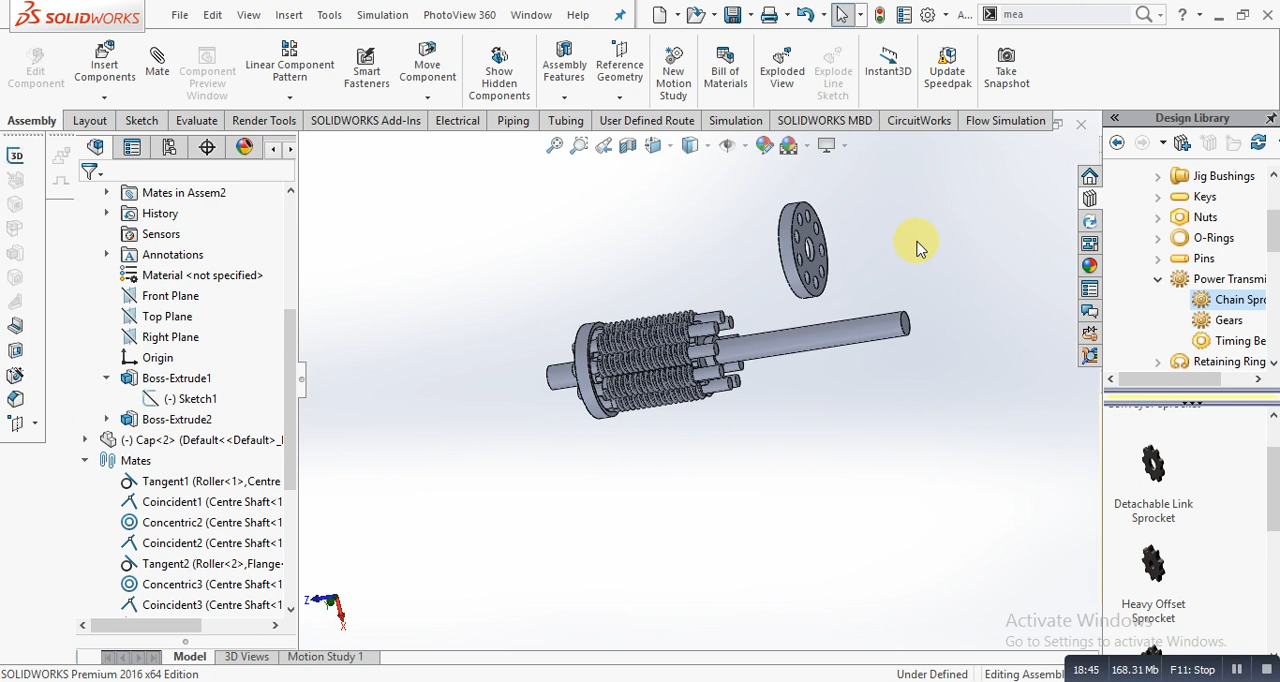 SOLIDWORKS
File Edit View Insert Tools Simulation PhotoView 360 Window Help
A... mea
Edit Component
Insert Components
Mate
Component Preview Window
Linear Component Pattern
Smart Fasteners
Move Component
Show Hidden Components
Assembly Features
Reference Geometry
New Motion Study
Bill of Materials
Exploded View
Explode Line Sketch
Instant3D
Update Speedpak
Take Snapshot
Assembly Layout Sketch Evaluate Render Tools SOLIDWORKS Add-Ins Electrical Piping Tubing User Defined Route Simulation SOLIDWORKS MBD CircuitWorks Flow Simulation
Design Library
3D
Mates in Assem2
History
Sensors
Annotations
Material <not specified>
Front Plane
Top Plane
Right Plane
Origin
Boss-Extrude1
(-) Sketch1
Boss-Extrude2
(-) Cap<2> (Default<<Default>_
Mates
Tangent1 (Roller<1>,Centre
Coincident1 (Centre Shaft<1
Concentric2 (Centre Shaft<1
Coincident2 (Centre Shaft<1
Tangent2 (Roller<2>,Flange-
Concentric3 (Centre Shaft<1
Coincident3 (Centre Shaft<1
Z
X
Jig Bushings
Keys
Nuts
O-Rings
Pins
Power Transmi
Chain Spro
Gears
Timing Be
Retaining Ring
Detachable Link
Sprocket
Heavy Offset
Sprocket
Activate Windows
Go to Settings to activate Windows.
Model 3D Views Motion Study 1
SOLIDWORKS Premium 2016 x64 Edition
Under Defined Editing Assembl
18:45 168.31 Mb F11: Stop